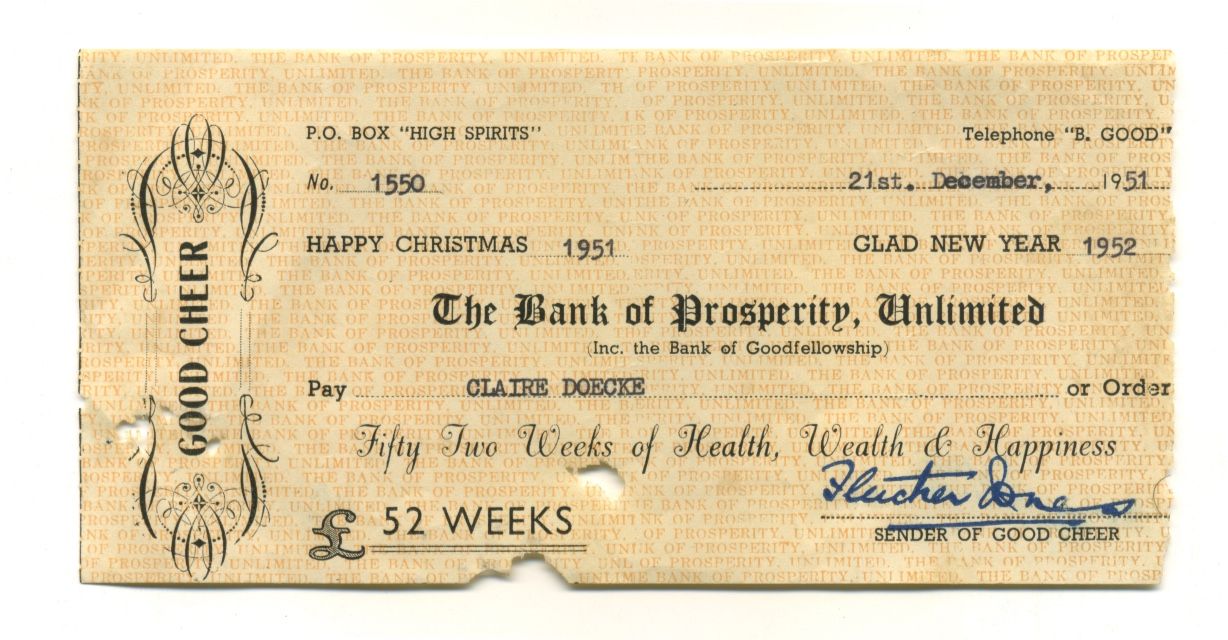 GOOD CHEER
P.O. BOX "HIGH SPIRITS" Telephone "B. GOOD"
No. 1550 21st. December, 1951
HAPPY CHRISTMAS 1951 GLAD NEW YEAR 1952
The Bank of Prosperity, Unlimited
(Inc. the Bank of Goodfellowship)
Pay CLAIRE DOECKE or Order
Fifty Two Weeks of Health, Wealth & Happiness
£ 52 WEEKS
SENDER OF GOOD CHEER